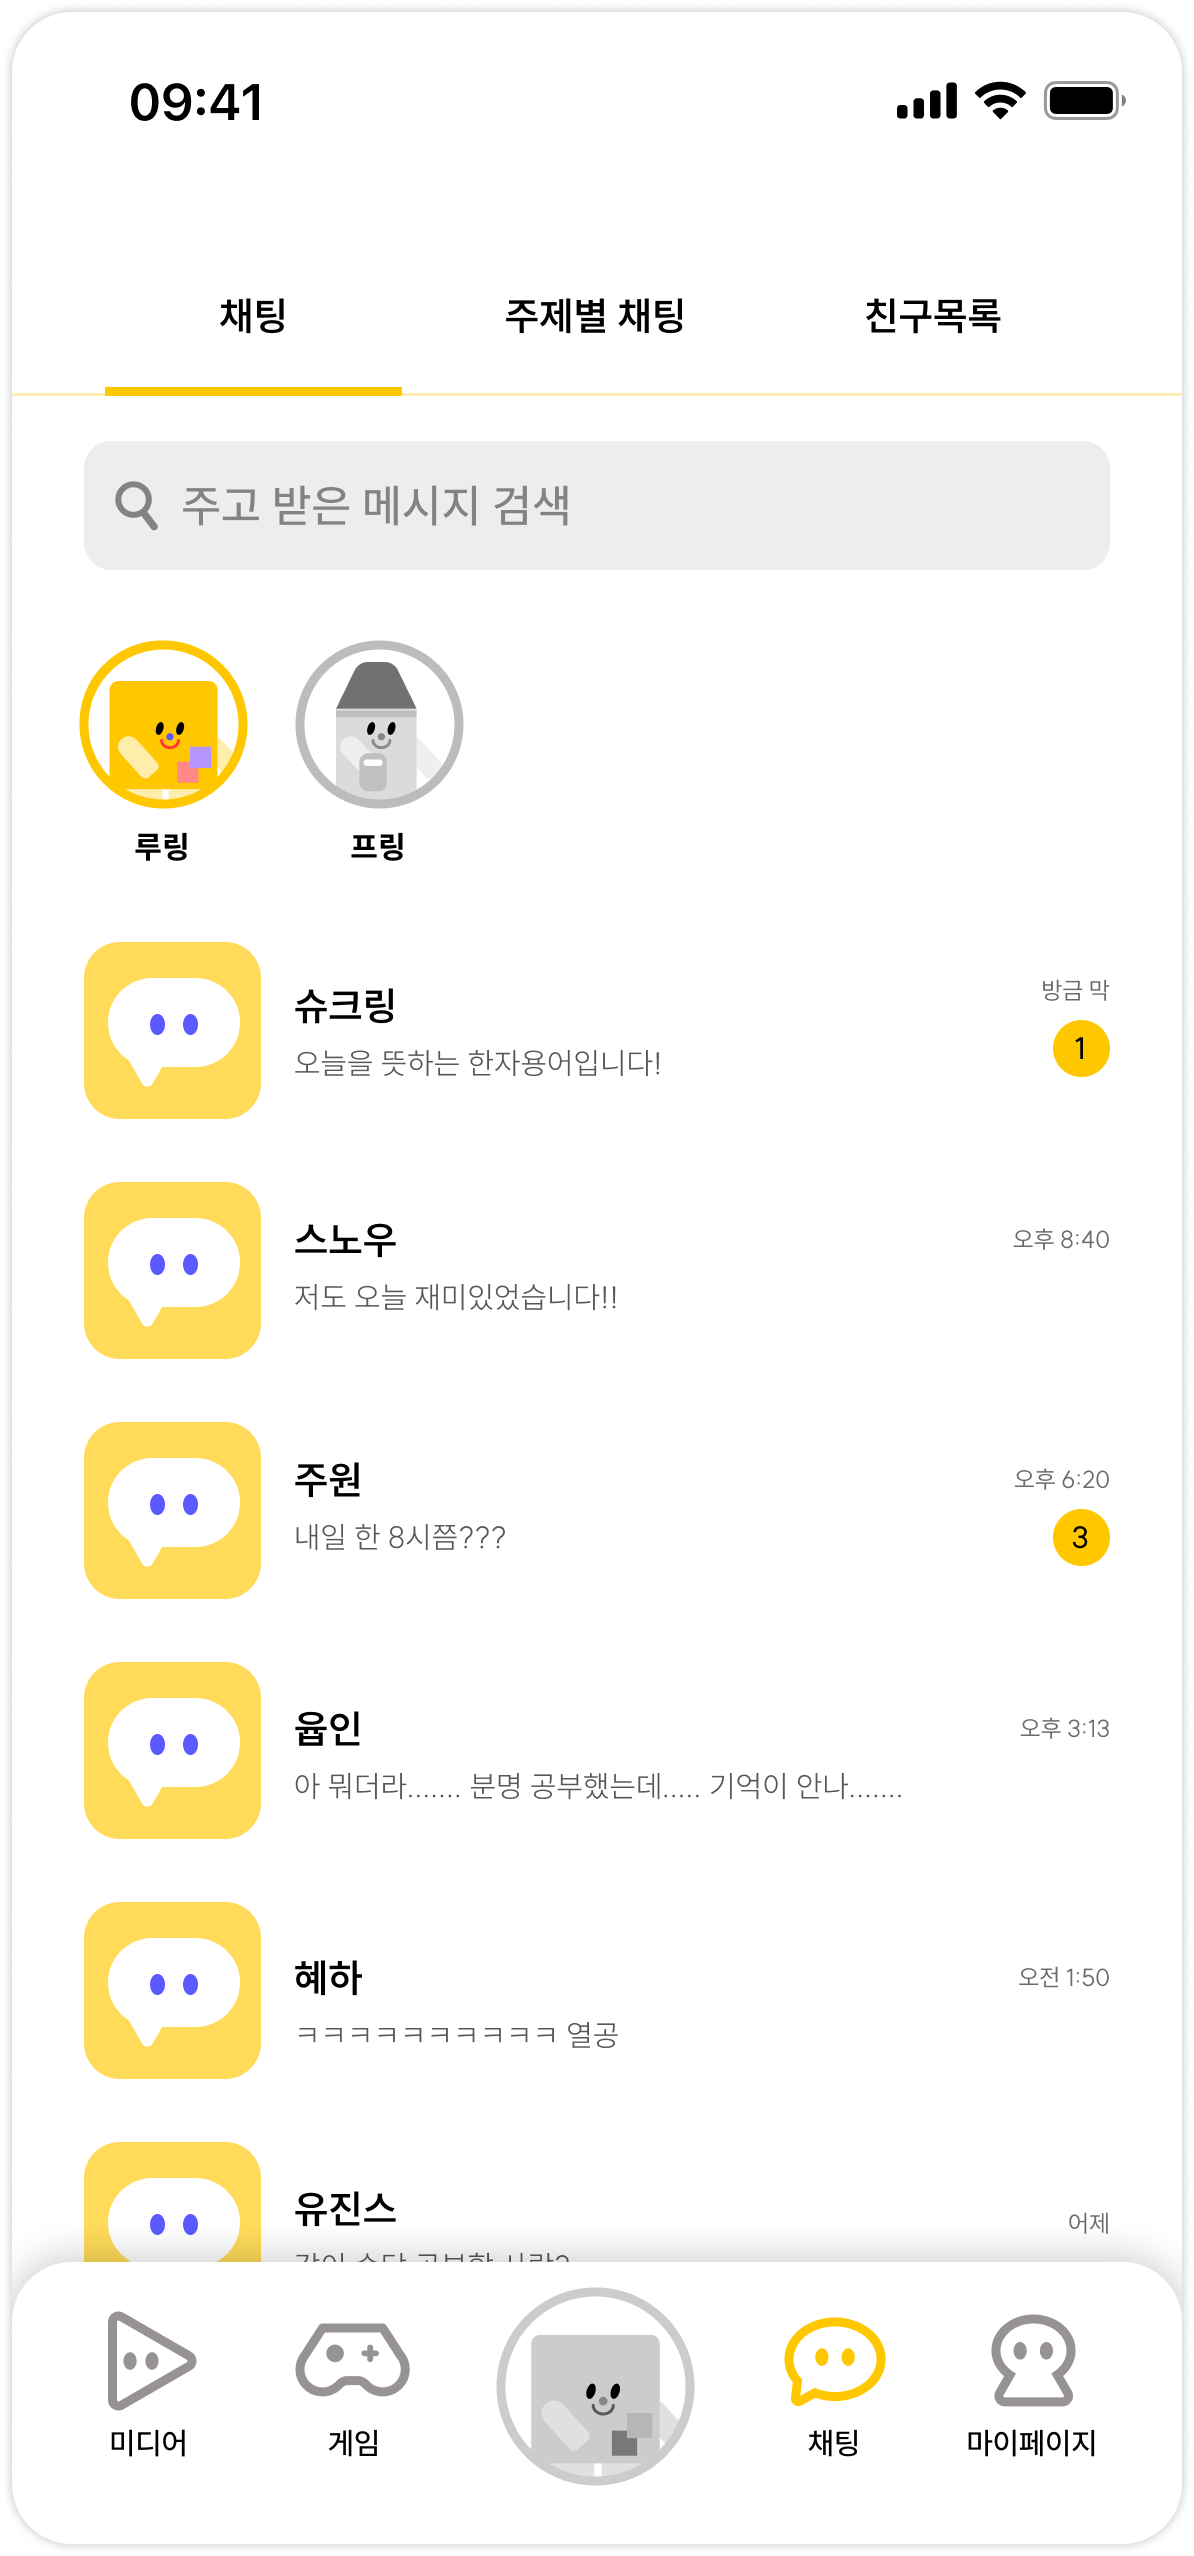 09:41
채팅 주제별 채팅 친구목록
주고 받은 메시지 검색
루링 프링
슈크링 방금 막
오늘을 뜻하는 한자용어입니다! 1
스노우 오후 8:40
저도 오늘 재미있었습니다!!
주원 오후 6:20
내일 한 8시쯤??? 3
윱인 오후 3:13
아 뭐더라....... 분명 공부했는데..... 기억이 안나.......
혜하 오전 1:50
ㅋㅋㅋㅋㅋㅋㅋㅋㅋㅋ 열공
유진스 어제
미디어 게임 채팅 마이페이지